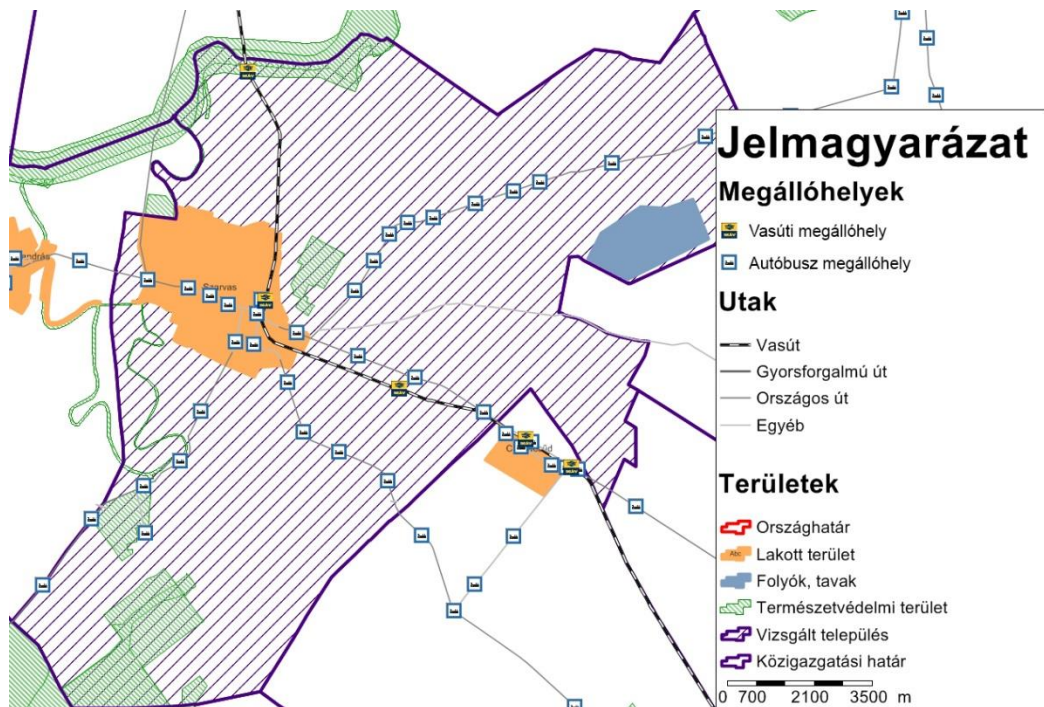 Szarvas
Jelmagyarázat
Megállóhelyek
Vasúti megállóhely
Autóbusz megállóhely
Utak
Vasút
Gyorsforgalmú út
Országos út
Egyéb
Területek
Országhatár
Abc Lakott terület
Folyók, tavak
Természetvédelmi terület
Vizsgált település
Közigazgatási határ
0 700 2100 3500 m